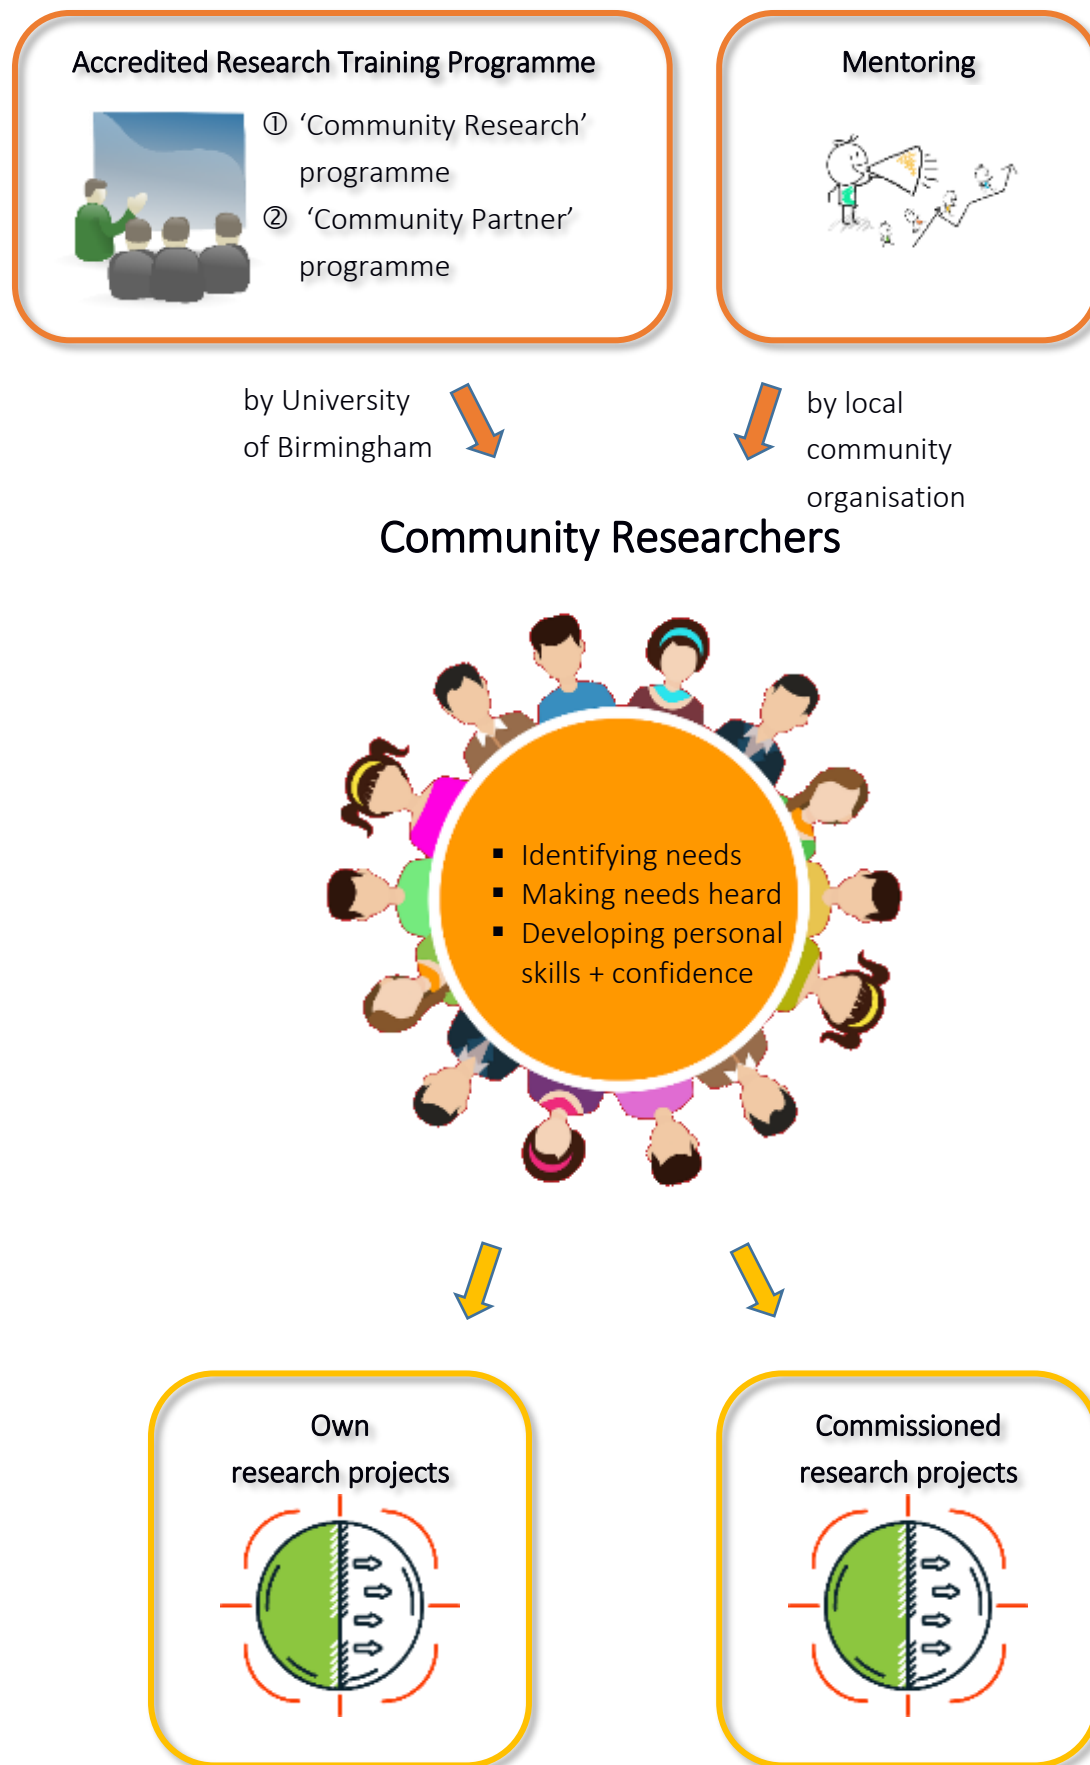 Accredited Research Training Programme
① ‘Community Research’
programme
② ‘Community Partner’
programme
Mentoring
by University
of Birmingham
by local
community
organisation
Community Researchers
▪ Identifying needs
▪ Making needs heard
▪ Developing personal
skills + confidence
Own
research projects
Commissioned
research projects